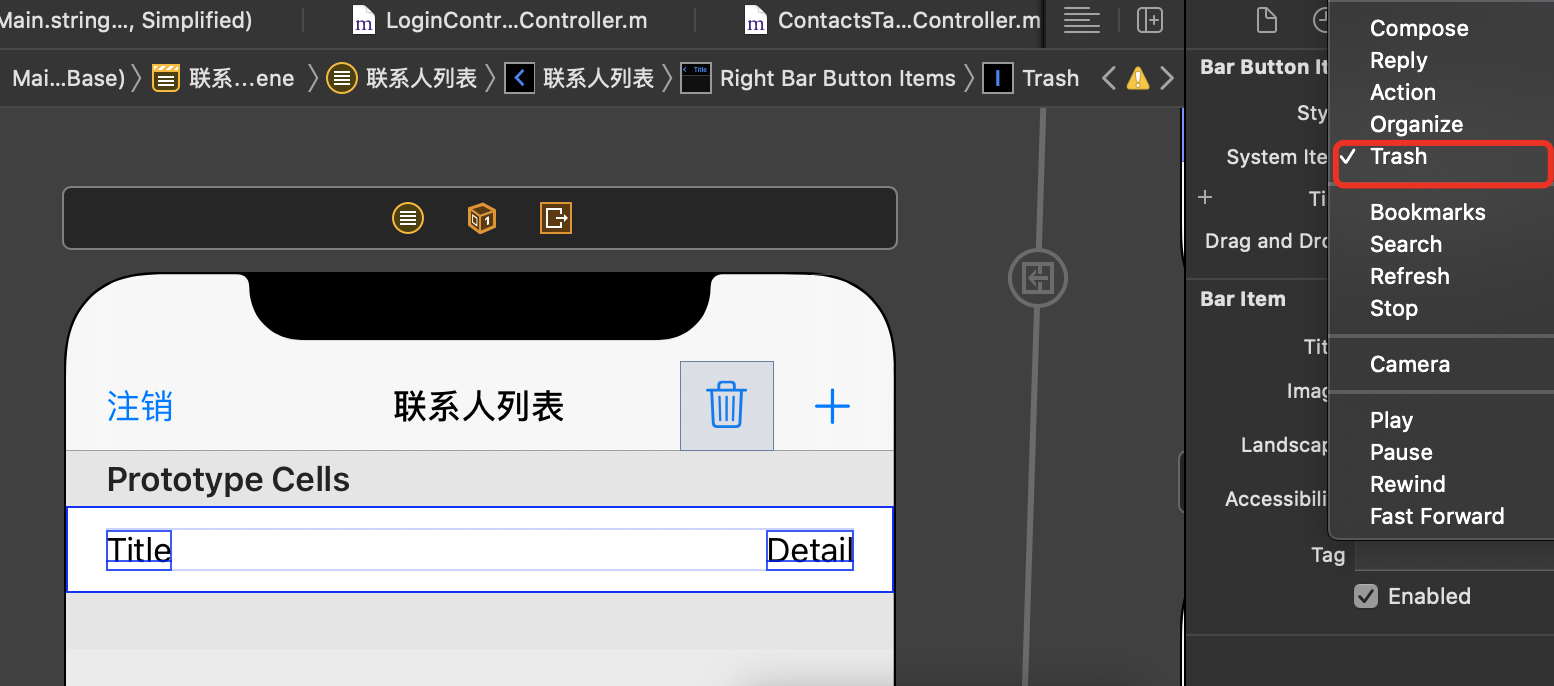 Main.string..., Simplified)
LoginContr...Controller.m
ContactsTa...Controller.m
Mai...Base)
联系...ene
联系人列表
联系人列表
Right Bar Button Items
Trash
注销
联系人列表
Prototype Cells
Title
Detail
Bar Button It
Sty
System Ite
Ti
Drag and Dro
Bar Item
Tit
Imag
Landscap
Accessibili
Tag
Enabled
Compose
Reply
Action
Organize
Trash
Bookmarks
Search
Refresh
Stop
Camera
Play
Pause
Rewind
Fast Forward